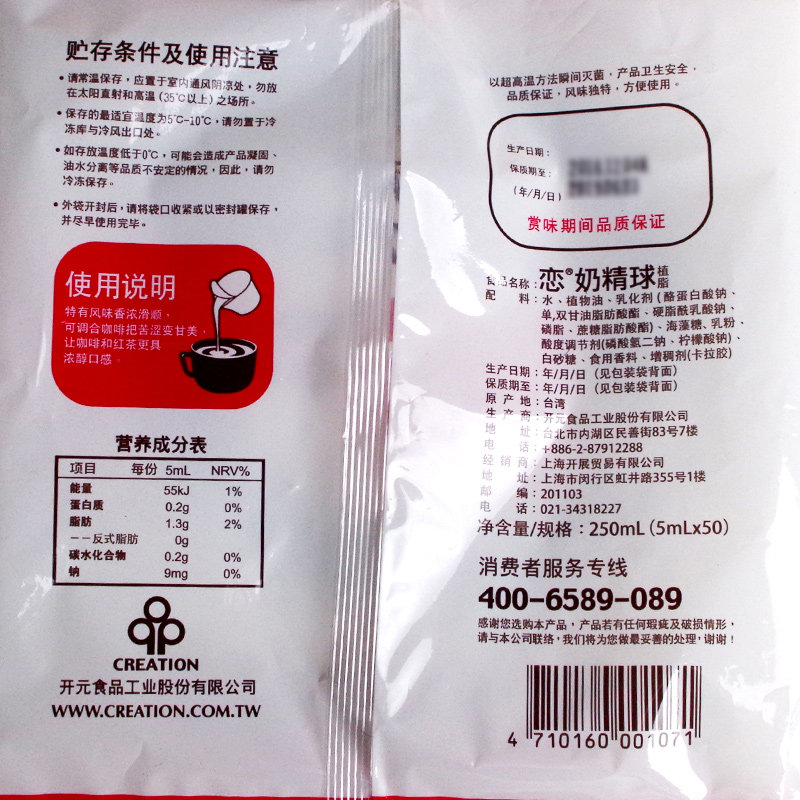 贮存条件及使用注意
•请常温保存，应置于室内通风阴凉处，勿放
在太阳直射和高温（35℃以上）之场所。
•保存的最适宜温度为5℃-10℃，请勿置于冷
冻库与冷风出口处。
•如存放温度低于0℃，可能会造成产品凝固、
油水分离等品质不安定的情况，因此，请勿
冷冻保存。
•外袋开封后，请将袋口收紧或以密封罐保存，
并尽早使用完毕。
使用说明
特有风味香浓滑顺、
可调合咖啡把苦涩变甘美，
让咖啡和红茶更具
浓醇口感。
营养成分表
项目 每份 5mL NRV%
能量 55kJ 1%
蛋白质 0.2g 0%
脂肪 1.3g 2%
－－反式脂肪 0g
碳水化合物 0.2g 0%
钠 9mg 0%
CREATION
开元食品工业股份有限公司
WWW.CREATION.COM.TW
以超高温方法瞬间灭菌，产品卫生安全，
品质保证，风味独特，方便使用。
生产日期：
保质期至：
（年/月/日）
赏味期间品质保证
食品名称：恋®奶精球植脂
配料：水、植物油、乳化剂（酪蛋白酸钠、
单,双甘油脂肪酸酯、硬脂酰乳酸钠、
磷脂、蔗糖脂肪酸酯）、海藻糖、乳粉、
酸度调节剂(磷酸氢二钠、柠檬酸钠)、
白砂糖、食用香料、增稠剂(卡拉胶)
生产日期：年/月/日（见包装袋背面）
保质期至：年/月/日（见包装袋背面）
原产地：台湾
生产商：开元食品工业股份有限公司
地址：台北市内湖区民善街83号7楼
电话：+886-2-87912288
经销商：上海开展贸易有限公司
地址：上海市闵行区虹井路355号1楼
邮编：201103
电话：021-34318227
净含量/规格：250mL（5mLx50）
消费者服务专线
400-6589-089
感谢您选购本产品，产品若有任何瑕疵及破损情形，
请与本公司联络，我们将为您做最妥善的处理，谢谢！
4 710160 001071